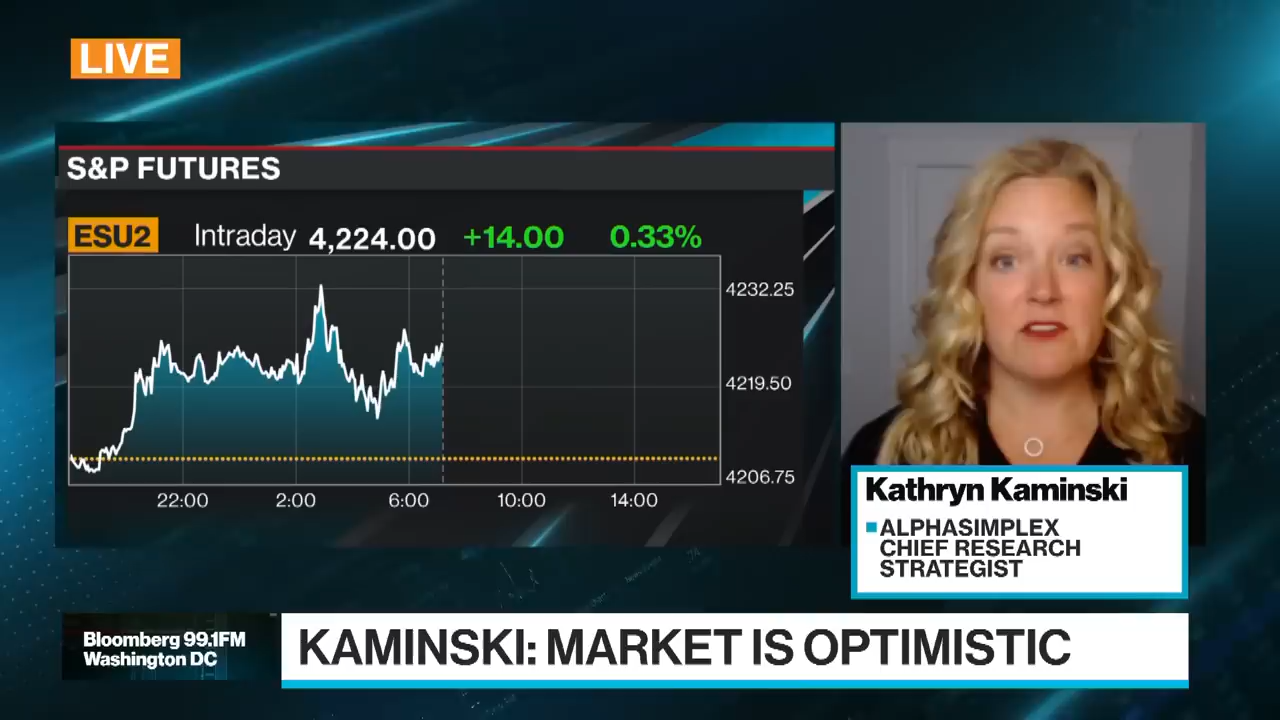 LIVE
S&P FUTURES
ESU2 Intraday 4,224.00 +14.00 0.33%
4232.25
4219.50
4206.75
22:00 2:00 6:00 10:00 14:00
Kathryn Kaminski
ALPHASIMPLEX
CHIEF RESEARCH
STRATEGIST
Bloomberg 99.1FM
Washington DC
KAMINSKI: MARKET IS OPTIMISTIC